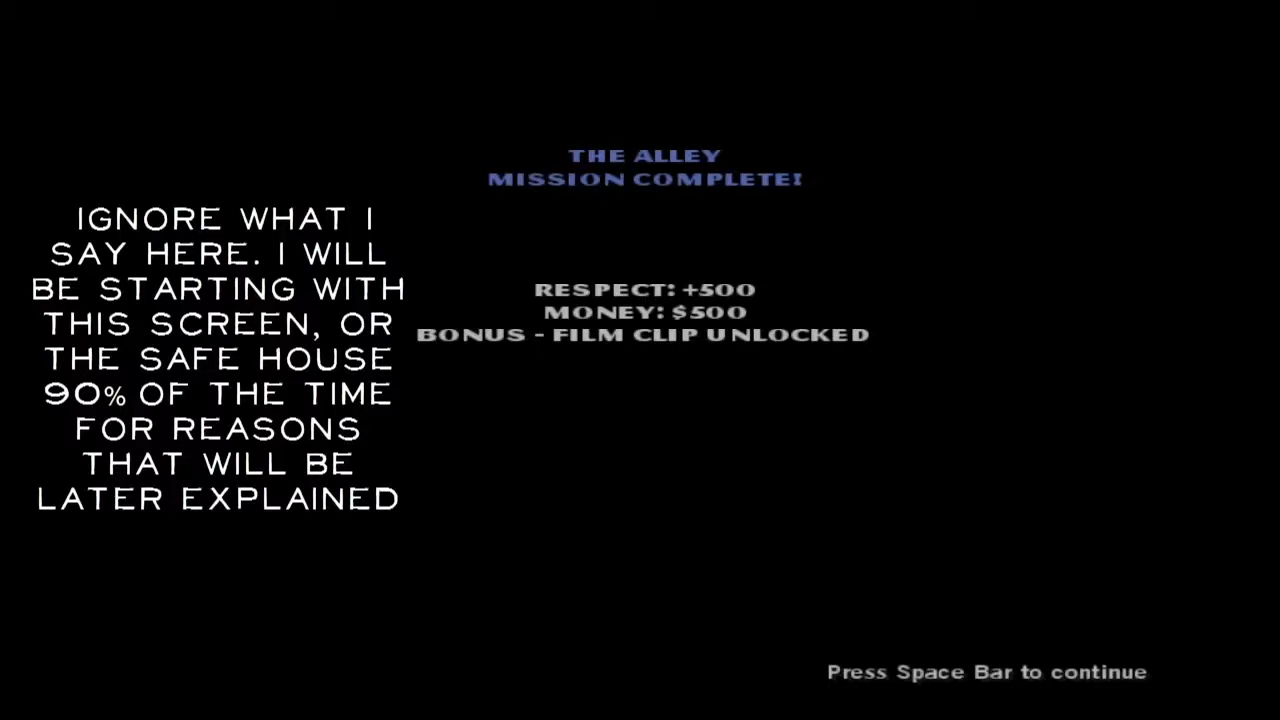 THE ALLEY
MISSION COMPLETE!
IGNORE WHAT I
SAY HERE. I WILL
BE STARTING WITH
THIS SCREEN, OR
THE SAFE HOUSE
90% OF THE TIME
FOR REASONS
THAT WILL BE
LATER EXPLAINED
RESPECT: +500
MONEY: $500
BONUS - FILM CLIP UNLOCKED
Press Space Bar to continue